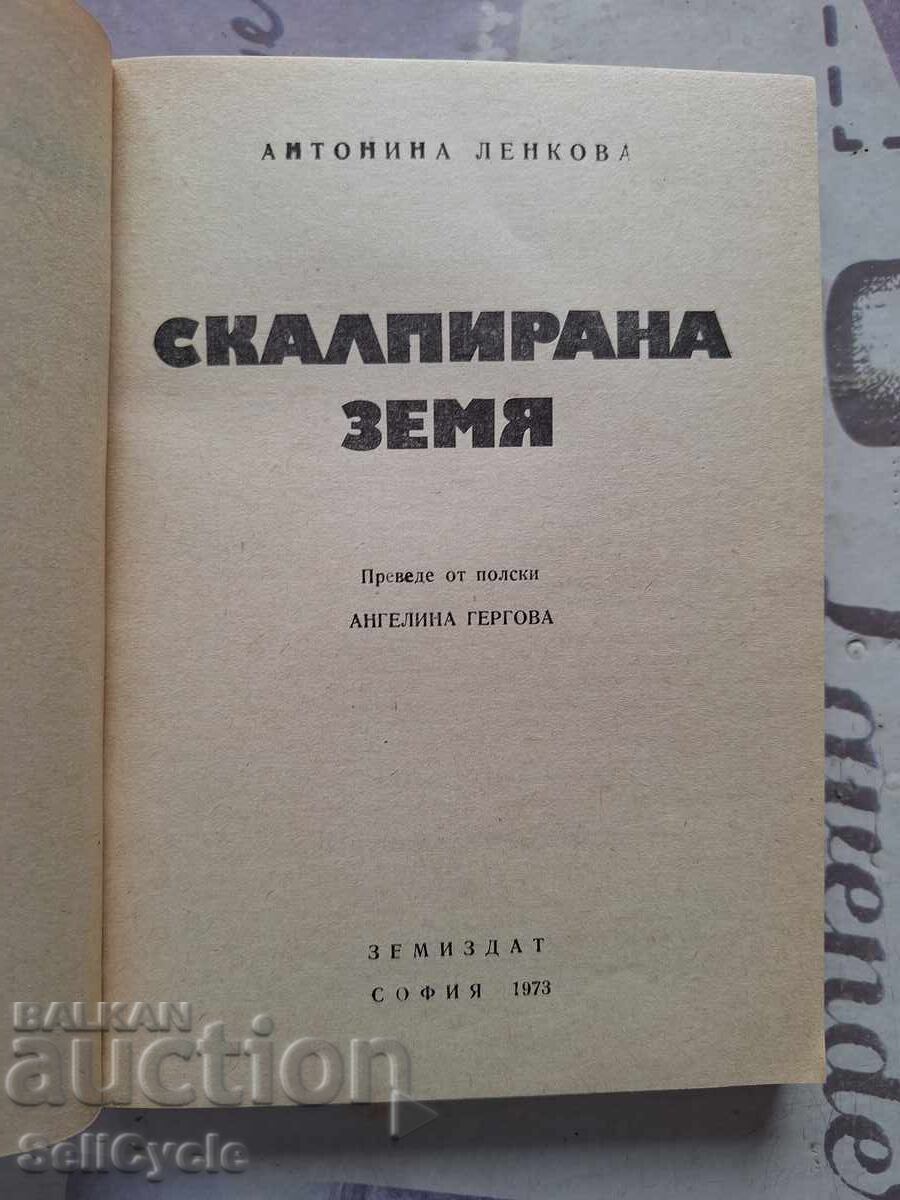 АНТОНИНА ЛЕНКОВА
СКАЛПИРАНА
ЗЕМЯ
Преведе от полски
АНГЕЛИНА ГЕРГОВА
ЗЕМИЗДАТ
СОФИЯ 1973
BALKAN
auction
SellCycle